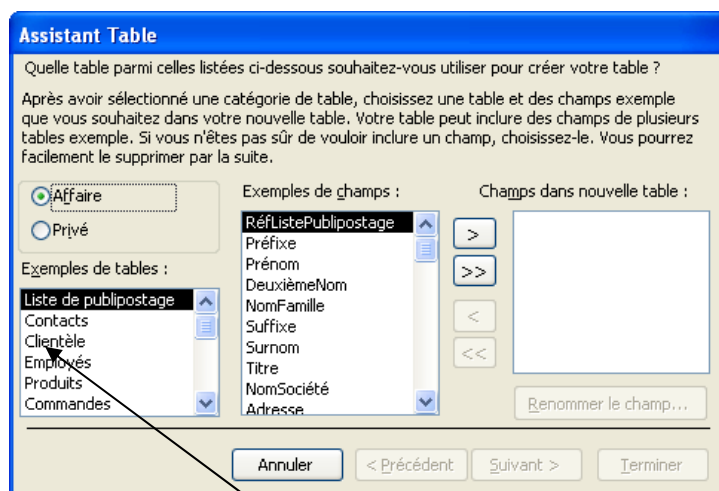 Assistant Table
Quelle table parmi celles listées ci-dessous souhaitez-vous utiliser pour créer votre table ?
Après avoir sélectionné une catégorie de table, choisissez une table et des champs exemple
que vous souhaitez dans votre nouvelle table. Votre table peut inclure des champs de plusieurs
tables exemple. Si vous n'êtes pas sûr de vouloir inclure un champ, choisissez-le. Vous pourrez
facilement le supprimer par la suite.
Affaire
Privé
Exemples de tables :
Liste de publipostage
Contacts
Clientèle
Employés
Produits
Commandes
Exemples de champs :
RéfListePublipostage
Préfixe
Prénom
DeuxièmeNom
NomFamille
Suffixe
Surnom
Titre
NomSociété
Adresse
>
>>
<
<<
Champs dans nouvelle table :
Renommer le champ...
Annuler
< Précédent
Suivant >
Terminer